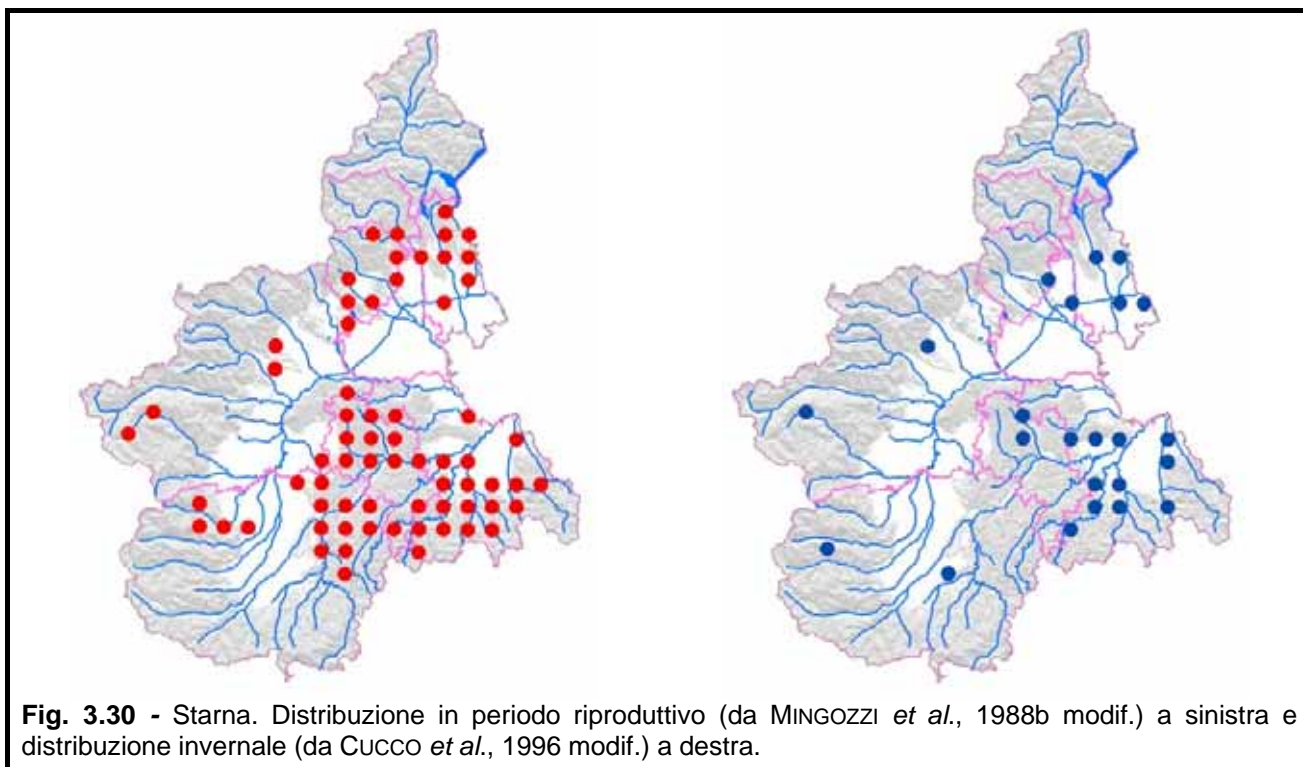 Fig. 3.30 - Starna. Distribuzione in periodo riproduttivo (da MINGOZZI et al., 1988b modif.) a sinistra e
distribuzione invernale (da CUCCO et al., 1996 modif.) a destra.